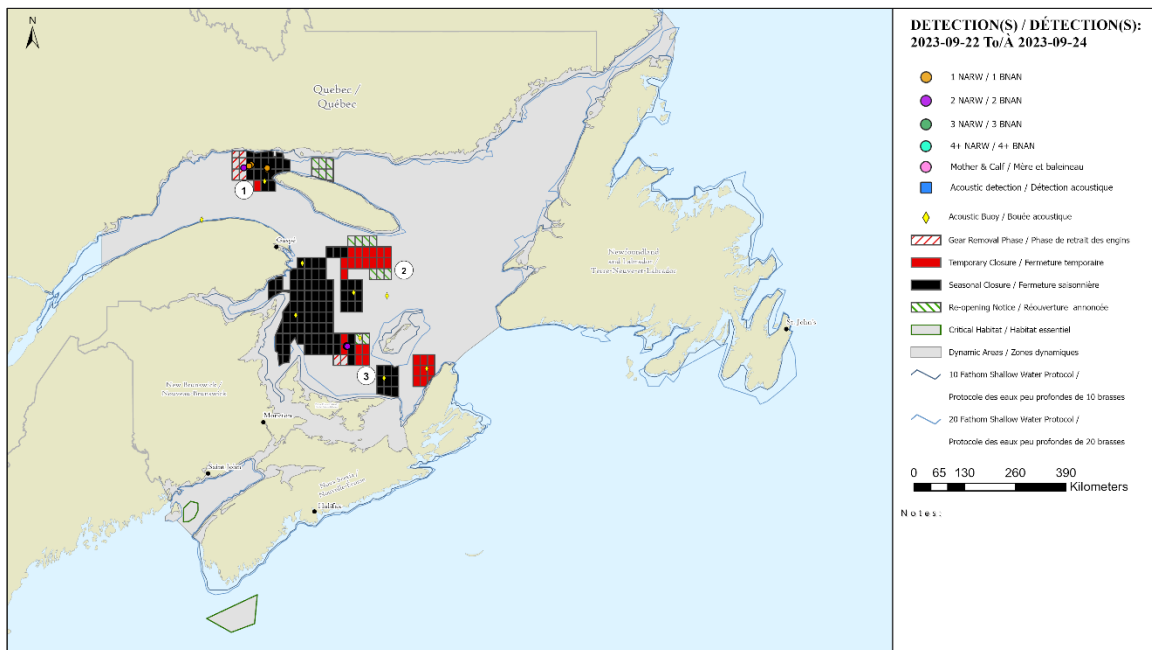 N
Quebec /
Québec
1
Gaspe
2
3
Newfoundland
and Labrador
Terre-Neuve-et-Labrador
St. John's
New Brunswick /
Nouveau Brunswick
Moncton
Saint John
Nova Scotia /
Nouvelle Écosse
Halifax
DETECTION(S) / DÉTECTION(S):
2023-09-22 To/À 2023-09-24
1 NARW / 1 BNAN
2 NARW / 2 BNAN
3 NARW / 3 BNAN
4+ NARW / 4+ BNAN
Mother & Calf / Mère et baleineau
Acoustic detection / Détection acoustique
Acoustic Buoy / Bouée acoustique
Gear Removal Phase / Phase de retrait des engins
Temporary Closure / Fermeture temporaire
Seasonal Closure / Fermeture saisonnière
Re-opening Notice / Réouverture annoncée
Critical Habitat / Habitat essentiel
Dynamic Areas / Zones dynamiques
10 Fathom Shallow Water Protocol /
Protocole des eaux peu profondes de 10 brasses
20 Fathom Shallow Water Protocol /
Protocole des eaux peu profondes de 20 brasses
0 65 130 260 390
Kilometers
Notes: